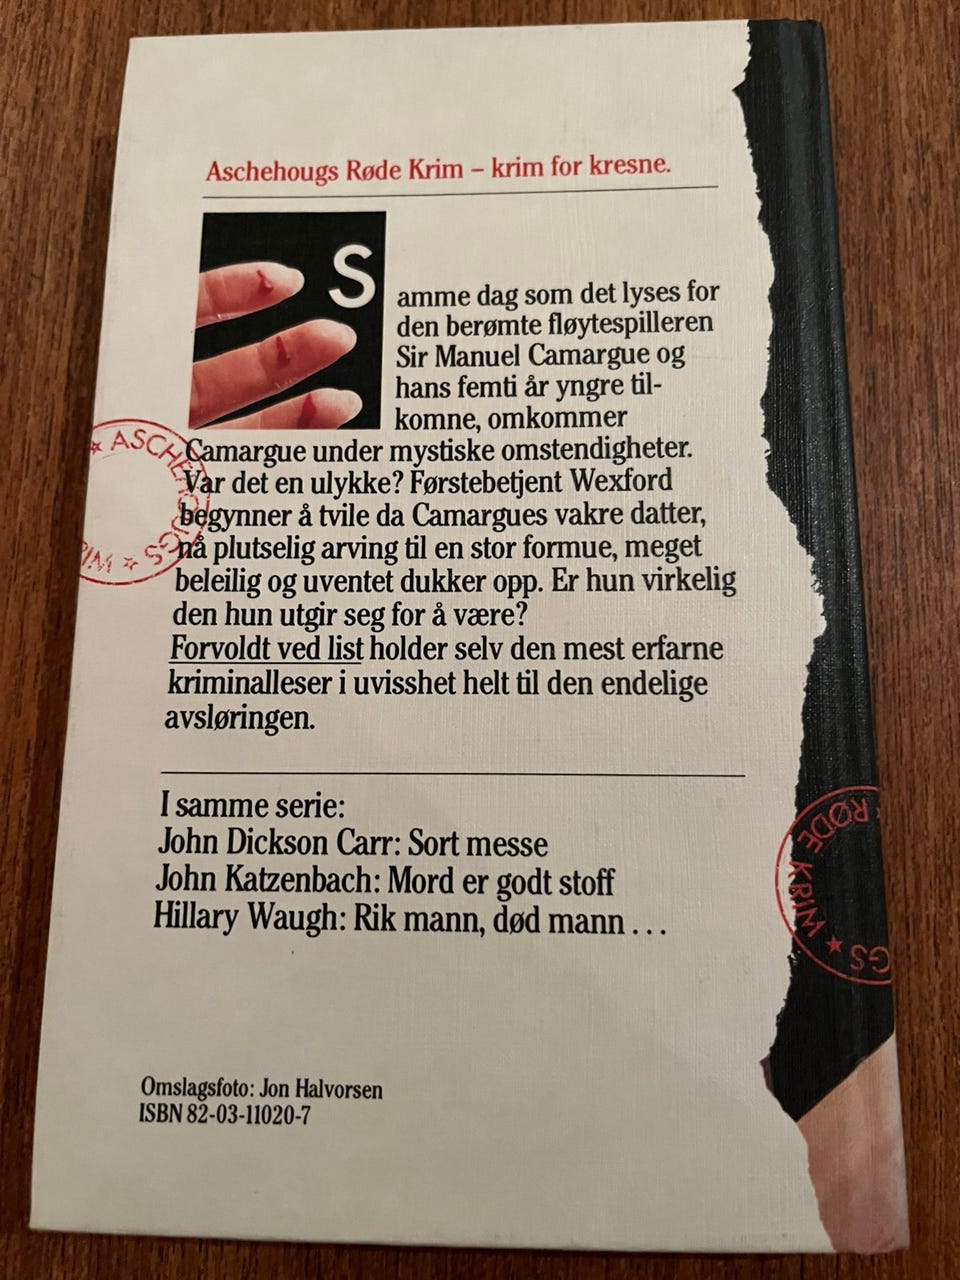 Aschehougs Røde Krim – krim for kresne.
Samme dag som det lyses for
den berømte fløytespilleren
Sir Manuel Camargue og
hans femti år yngre til-
komne, omkommer
Camargue under mystiske omstendigheter.
Var det en ulykke? Førstebetjent Wexford
begynner å tvile da Camargues vakre datter,
nå plutselig arving til en stor formue, meget
beleilig og uventet dukker opp. Er hun virkelig
den hun utgir seg for å være?
Forvoldt ved list holder selv den mest erfarne
kriminalleser i uvisshet helt til den endelige
avsløringen.
★ ASCHEHOUGS ★
I samme serie:
John Dickson Carr: Sort messe
John Katzenbach: Mord er godt stoff
Hillary Waugh: Rik mann, død mann . . .
★ RØDE KRIM ★
Omslagsfoto: Jon Halvorsen
ISBN 82-03-11020-7